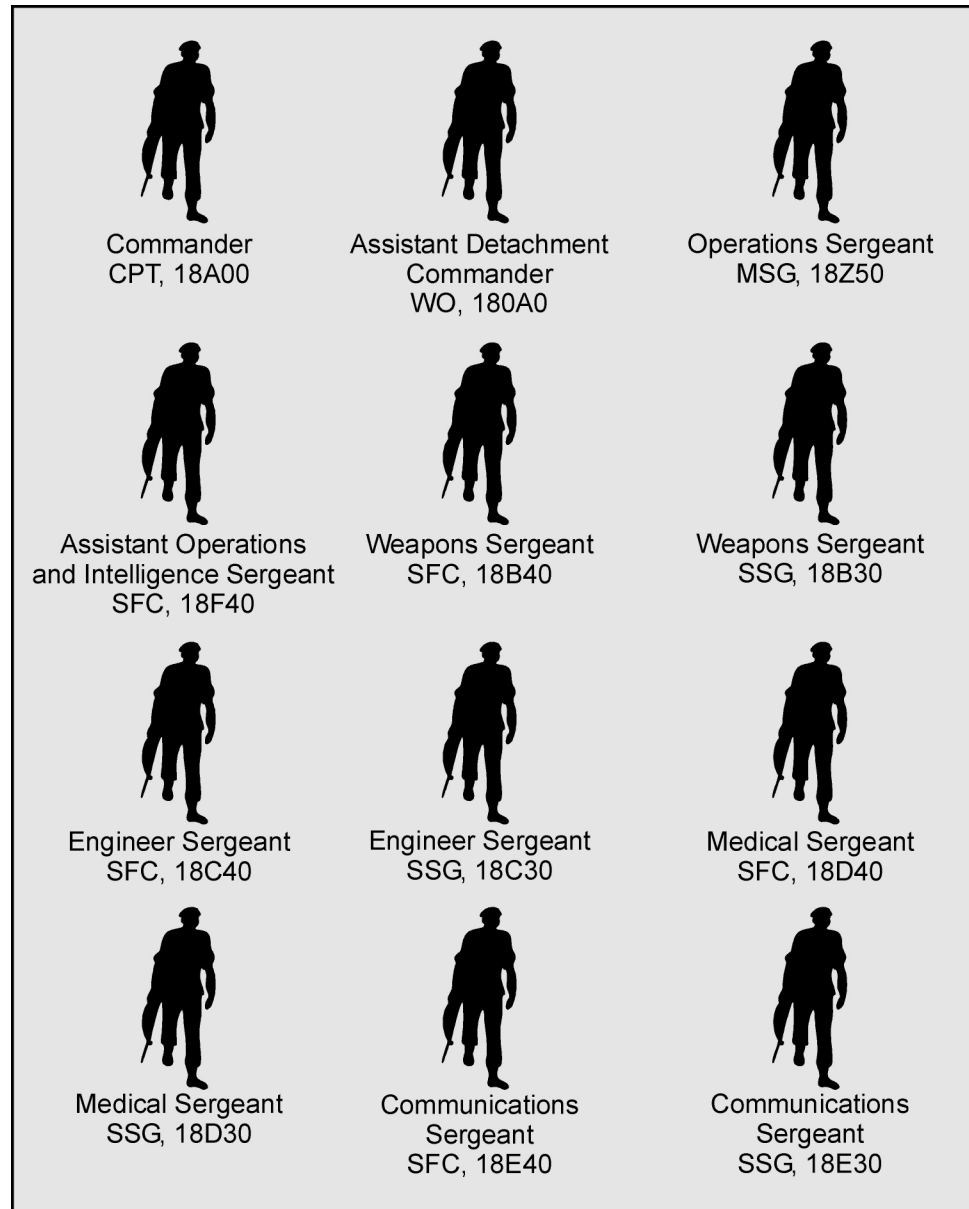 Commander
CPT, 18A00
Assistant Detachment
Commander
WO, 180A0
Operations Sergeant
MSG, 18Z50
Assistant Operations
and Intelligence Sergeant
SFC, 18F40
Weapons Sergeant
SFC, 18B40
Weapons Sergeant
SSG, 18B30
Engineer Sergeant
SFC, 18C40
Engineer Sergeant
SSG, 18C30
Medical Sergeant
SFC, 18D40
Medical Sergeant
SSG, 18D30
Communications
Sergeant
SFC, 18E40
Communications
Sergeant
SSG, 18E30